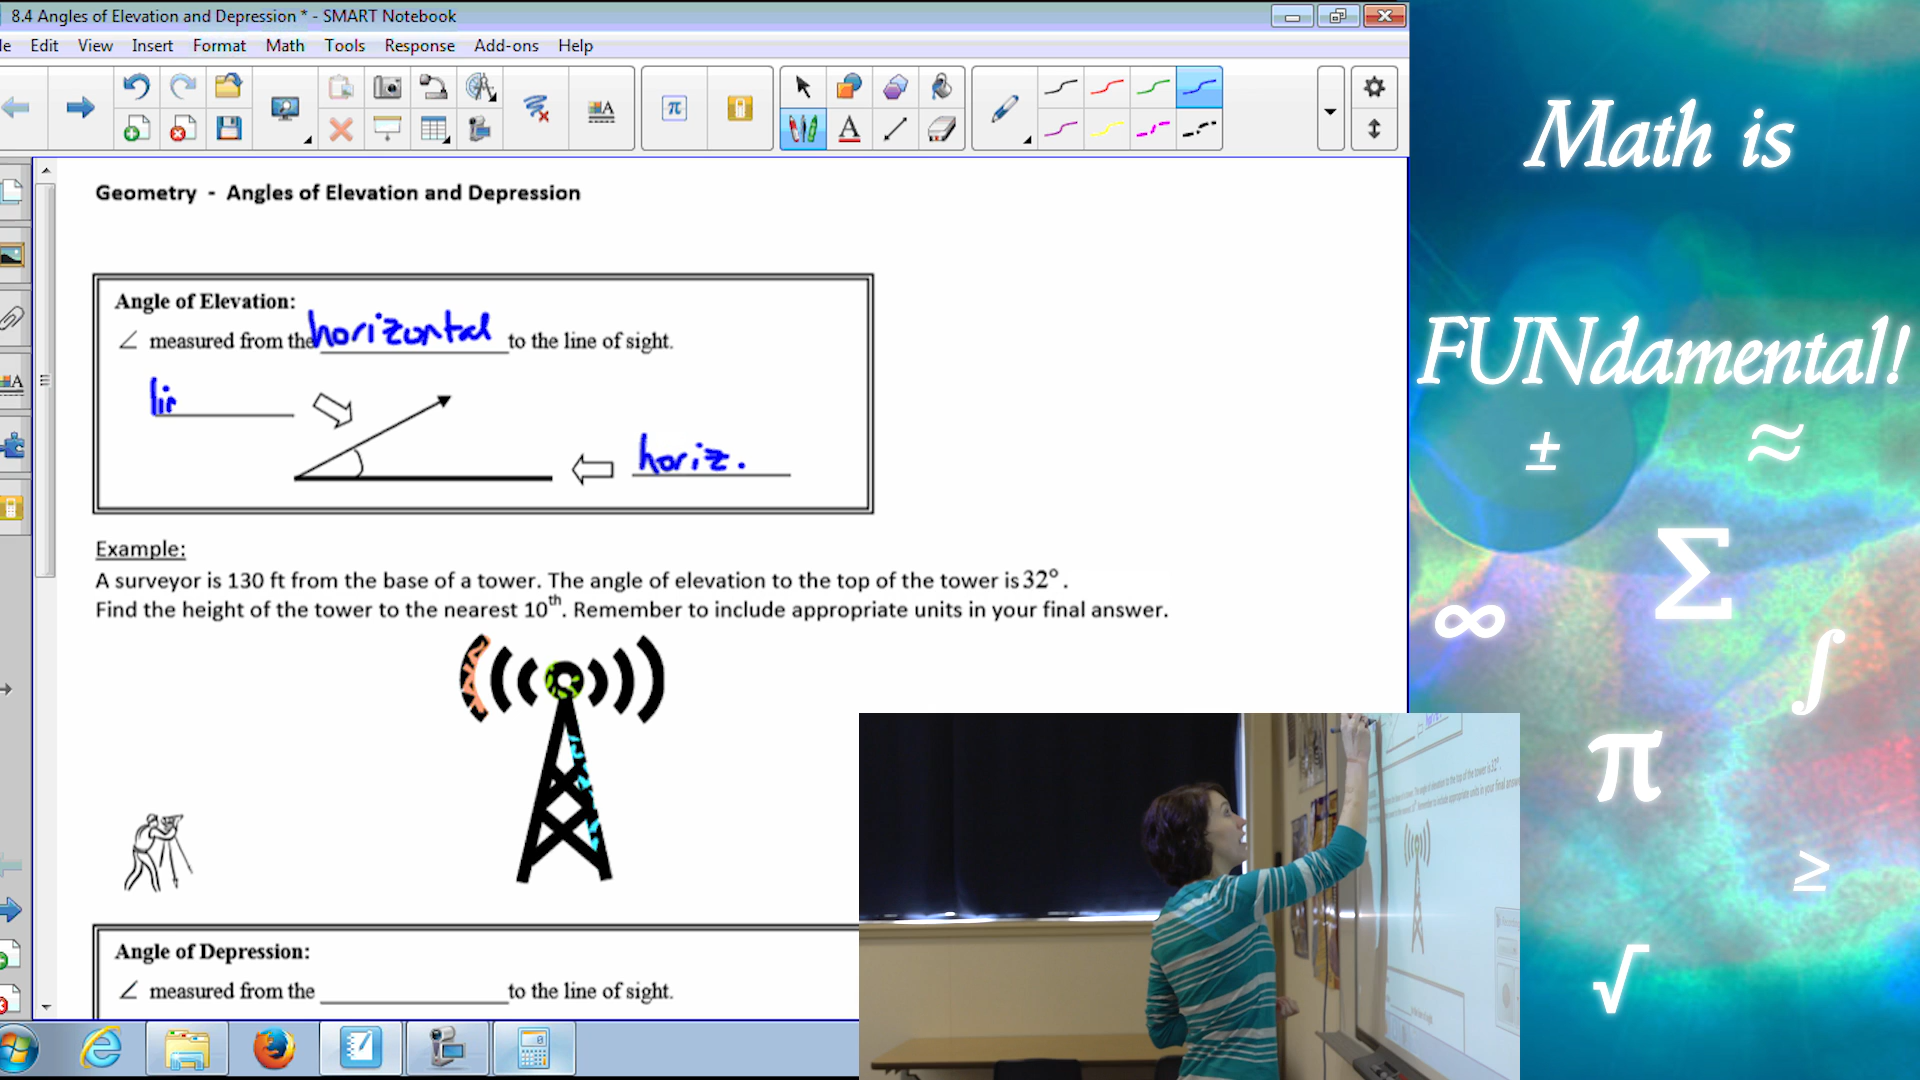 8.4 Angles of Elevation and Depression * - SMART Notebook
le Edit View Insert Format Math Tools Response Add-ons Help
π
A
Geometry - Angles of Elevation and Depression
Angle of Elevation:
∠ measured from the horizontal to the line of sight.
lin
horiz.
Example:
A surveyor is 130 ft from the base of a tower. The angle of elevation to the top of the tower is 32°.
Find the height of the tower to the nearest 10th. Remember to include appropriate units in your final answer.
Angle of Depression:
∠ measured from the ____________ to the line of sight.
Math is
FUNdamental!
± ≈
∞ Σ ∫
π ≥
√